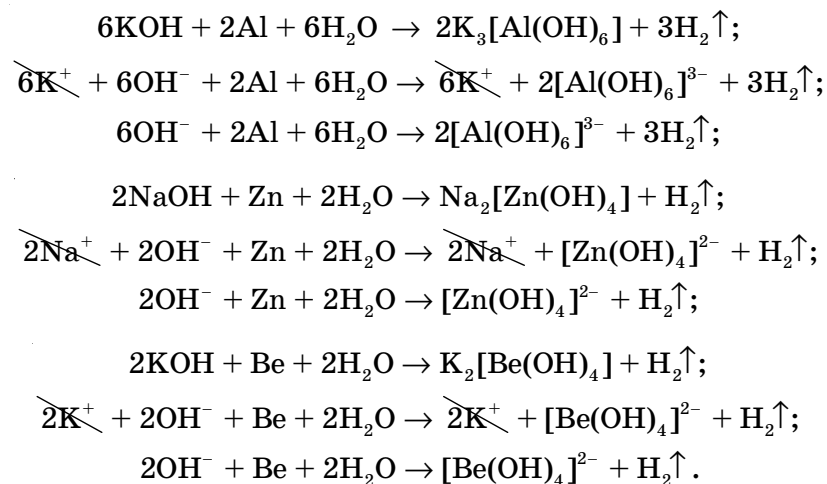 6KOH + 2Al + 6H₂O → 2K₃[Al(OH)₆] + 3H₂↑;
6K⁺ + 6OH⁻ + 2Al + 6H₂O → 6K⁺ + 2[Al(OH)₆]³⁻ + 3H₂↑;
6OH⁻ + 2Al + 6H₂O → 2[Al(OH)₆]³⁻ + 3H₂↑;
2NaOH + Zn + 2H₂O → Na₂[Zn(OH)₄] + H₂↑;
2Na⁺ + 2OH⁻ + Zn + 2H₂O → 2Na⁺ + [Zn(OH)₄]²⁻ + H₂↑;
2OH⁻ + Zn + 2H₂O → [Zn(OH)₄]²⁻ + H₂↑;
2KOH + Be + 2H₂O → K₂[Be(OH)₄] + H₂↑;
2K⁺ + 2OH⁻ + Be + 2H₂O → 2K⁺ + [Be(OH)₄]²⁻ + H₂↑;
2OH⁻ + Be + 2H₂O → [Be(OH)₄]²⁻ + H₂↑.